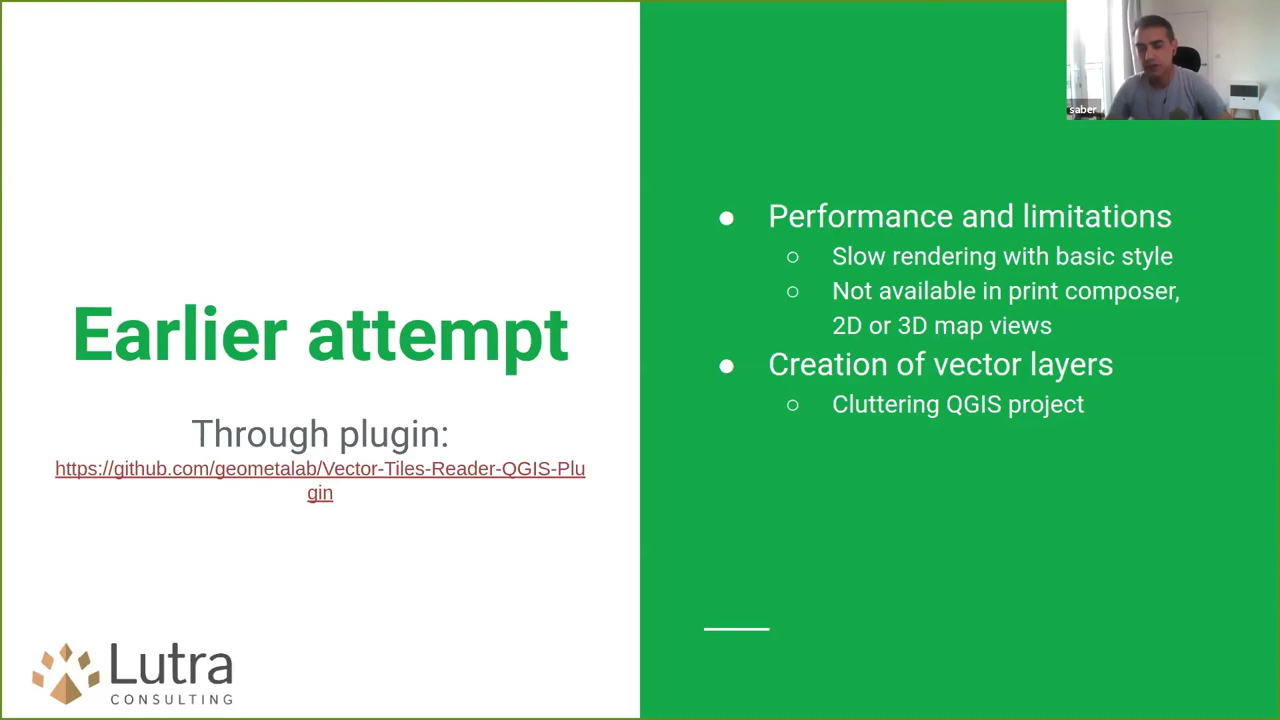 Earlier attempt
Through plugin:
https://github.com/geometalab/Vector-Tiles-Reader-QGIS-Plu
gin
Lutra
CONSULTING
● Performance and limitations
○ Slow rendering with basic style
○ Not available in print composer,
2D or 3D map views
● Creation of vector layers
○ Cluttering QGIS project
saber